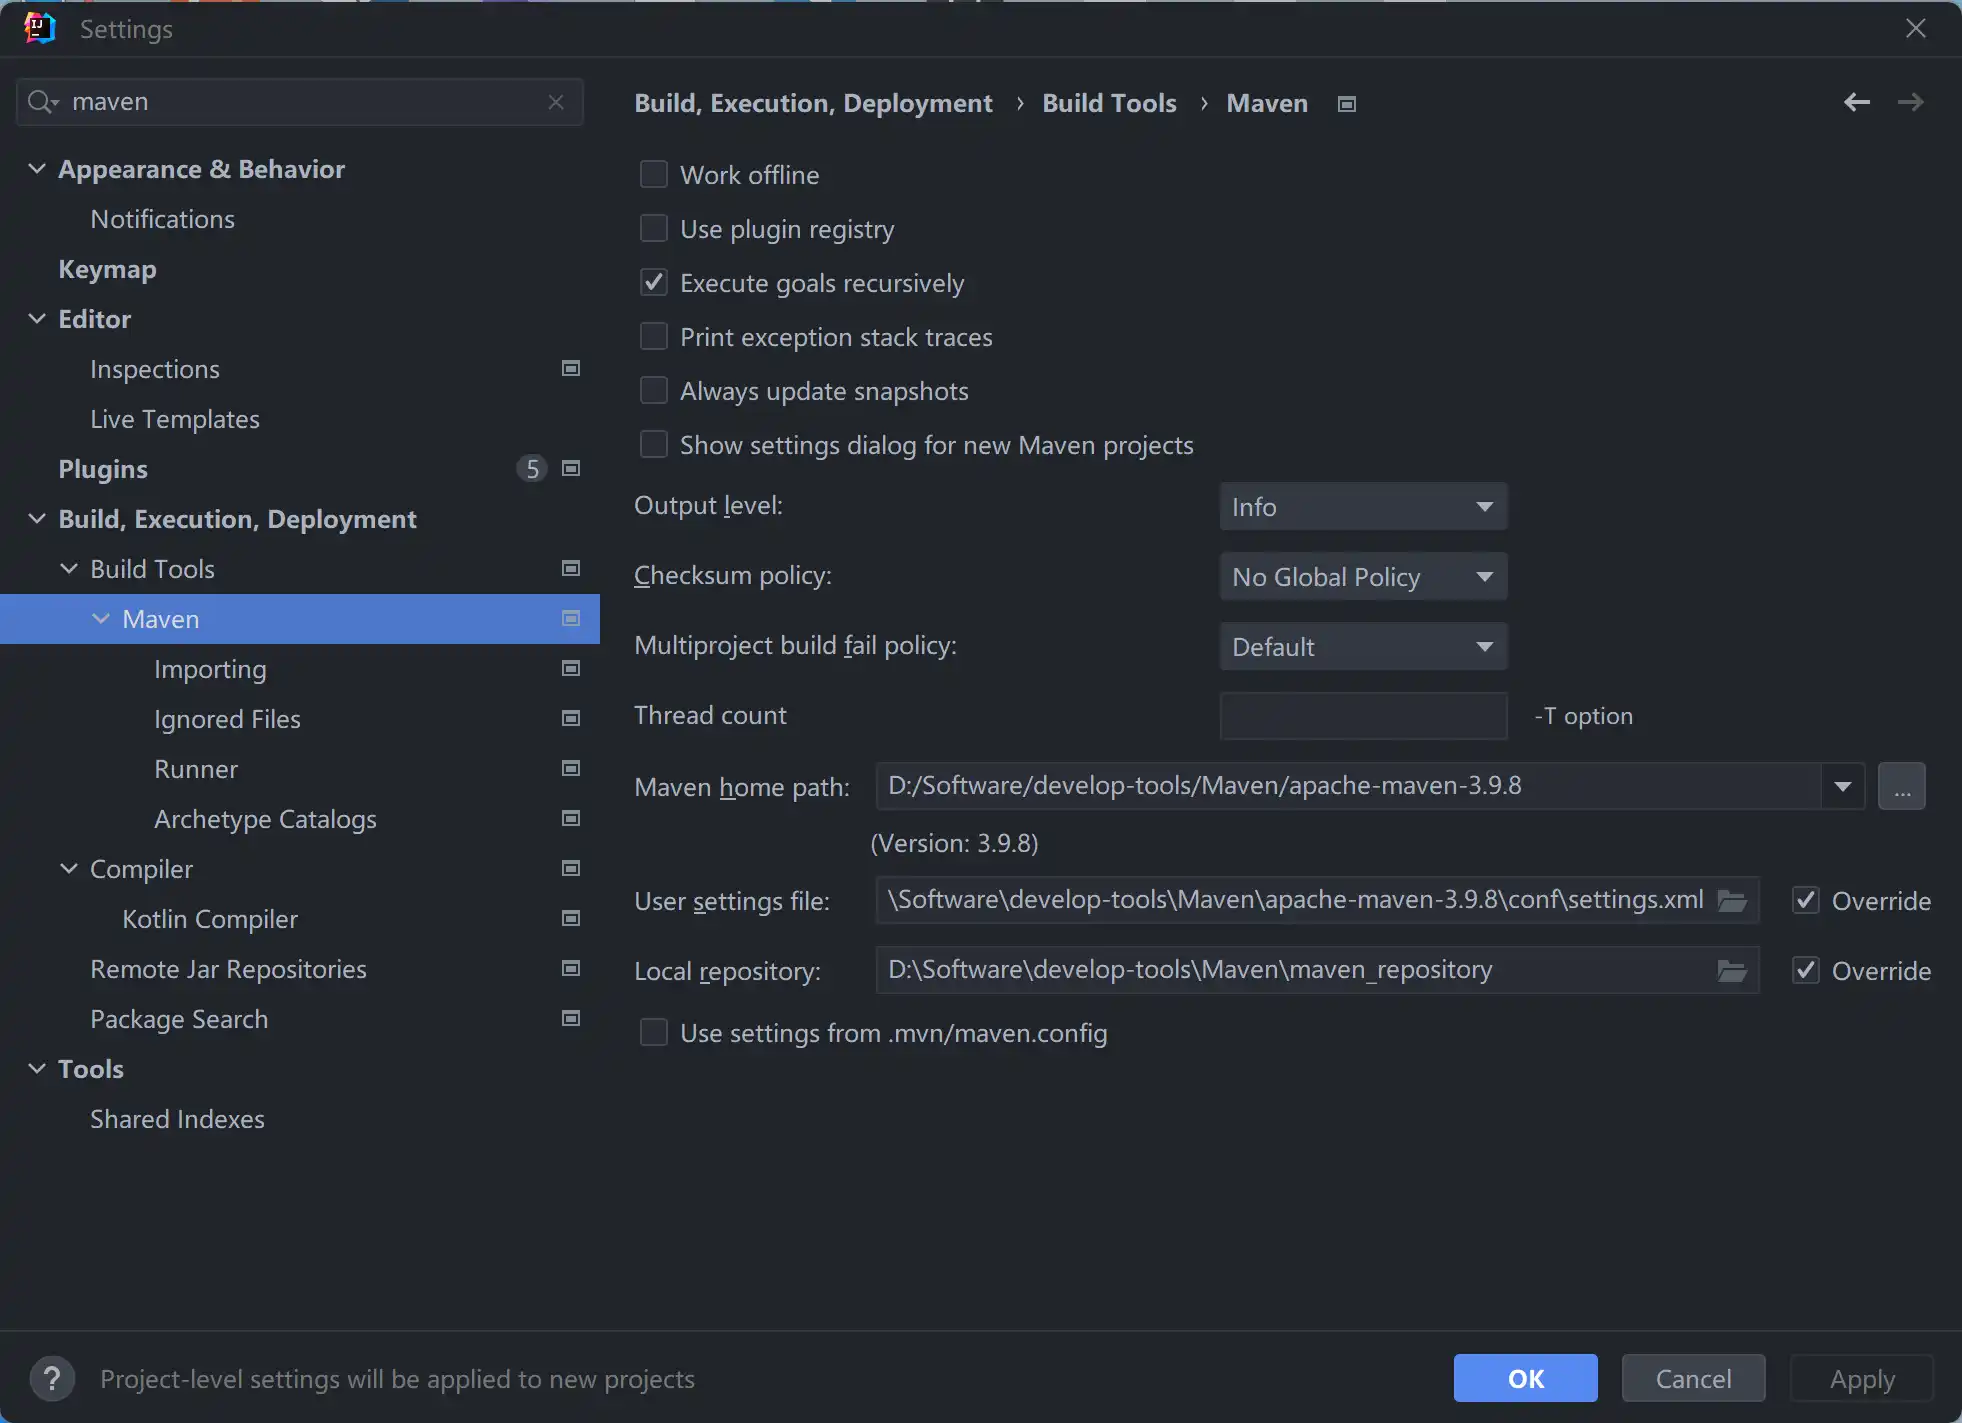 Settings
maven
Appearance & Behavior
Notifications
Keymap
Editor
Inspections
Live Templates
Plugins 5
Build, Execution, Deployment
Build Tools
Maven
Importing
Ignored Files
Runner
Archetype Catalogs
Compiler
Kotlin Compiler
Remote Jar Repositories
Package Search
Tools
Shared Indexes
Build, Execution, Deployment › Build Tools › Maven
Work offline
Use plugin registry
Execute goals recursively
Print exception stack traces
Always update snapshots
Show settings dialog for new Maven projects
Output level: Info
Checksum policy: No Global Policy
Multiproject build fail policy: Default
Thread count -T option
Maven home path: D:/Software/develop-tools/Maven/apache-maven-3.9.8 ...
(Version: 3.9.8)
User settings file: \Software\develop-tools\Maven\apache-maven-3.9.8\conf\settings.xml Override
Local repository: D:\Software\develop-tools\Maven\maven_repository Override
Use settings from .mvn/maven.config
? Project-level settings will be applied to new projects
OK Cancel Apply